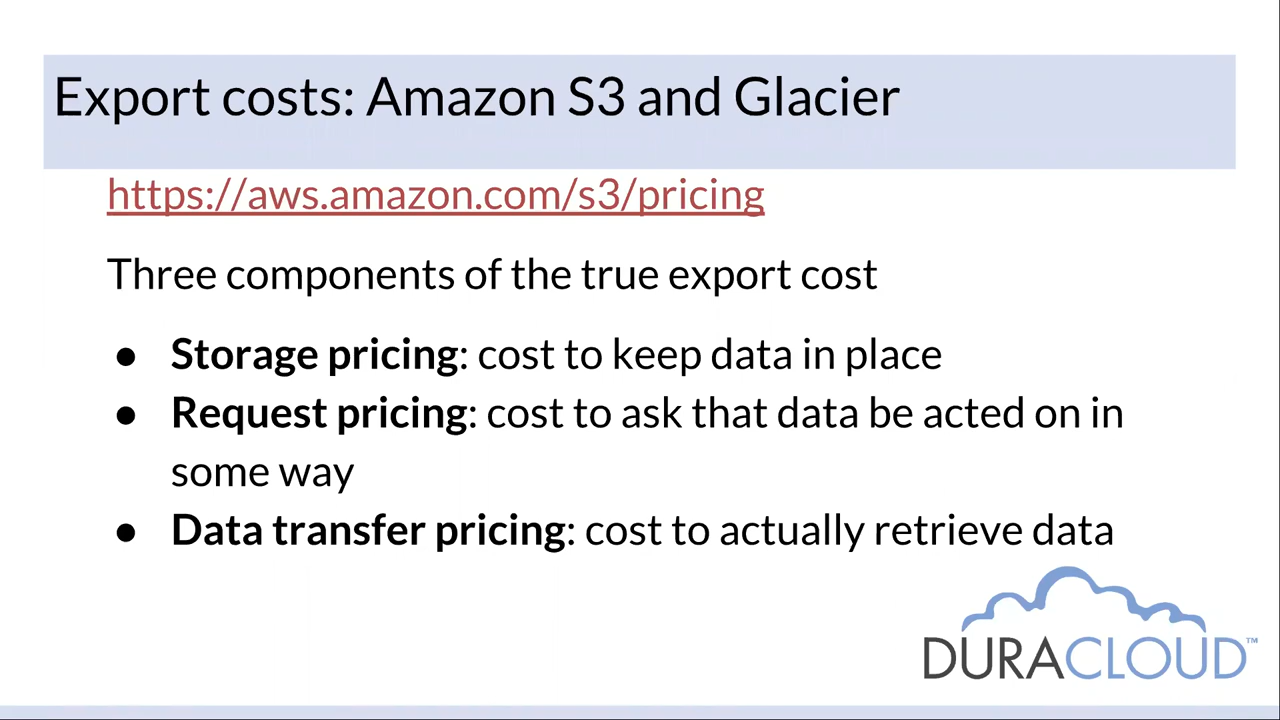 Export costs: Amazon S3 and Glacier
https://aws.amazon.com/s3/pricing
Three components of the true export cost
● Storage pricing: cost to keep data in place
● Request pricing: cost to ask that data be acted on in
some way
● Data transfer pricing: cost to actually retrieve data
DURACLOUD™